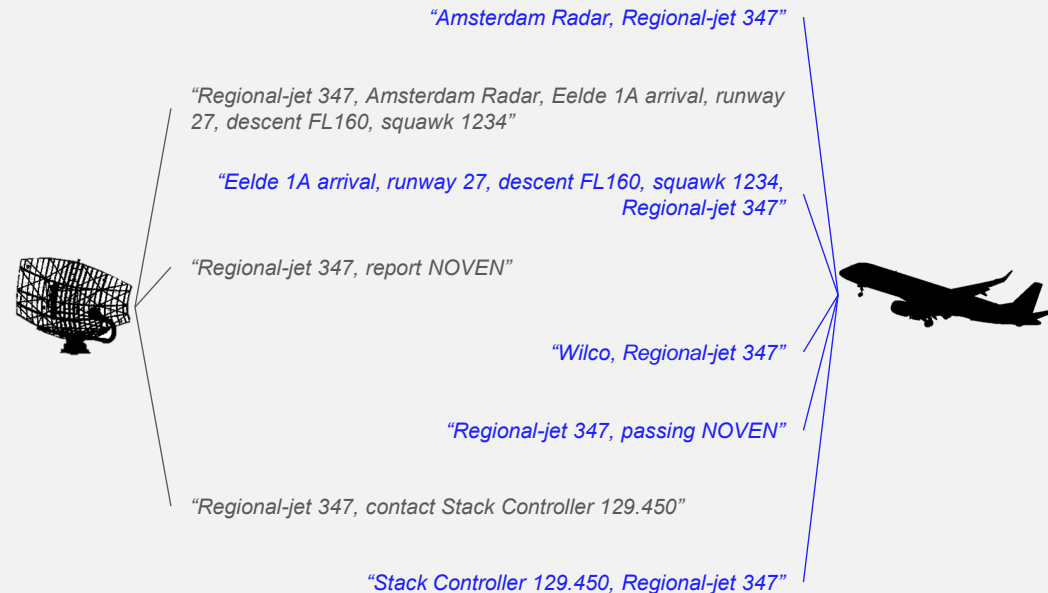 “Amsterdam Radar, Regional-jet 347”
“Regional-jet 347, Amsterdam Radar, Eelde 1A arrival, runway
27, descent FL160, squawk 1234”
“Eelde 1A arrival, runway 27, descent FL160, squawk 1234,
Regional-jet 347”
“Regional-jet 347, report NOVEN”
“Wilco, Regional-jet 347”
“Regional-jet 347, passing NOVEN”
“Regional-jet 347, contact Stack Controller 129.450”
“Stack Controller 129.450, Regional-jet 347”